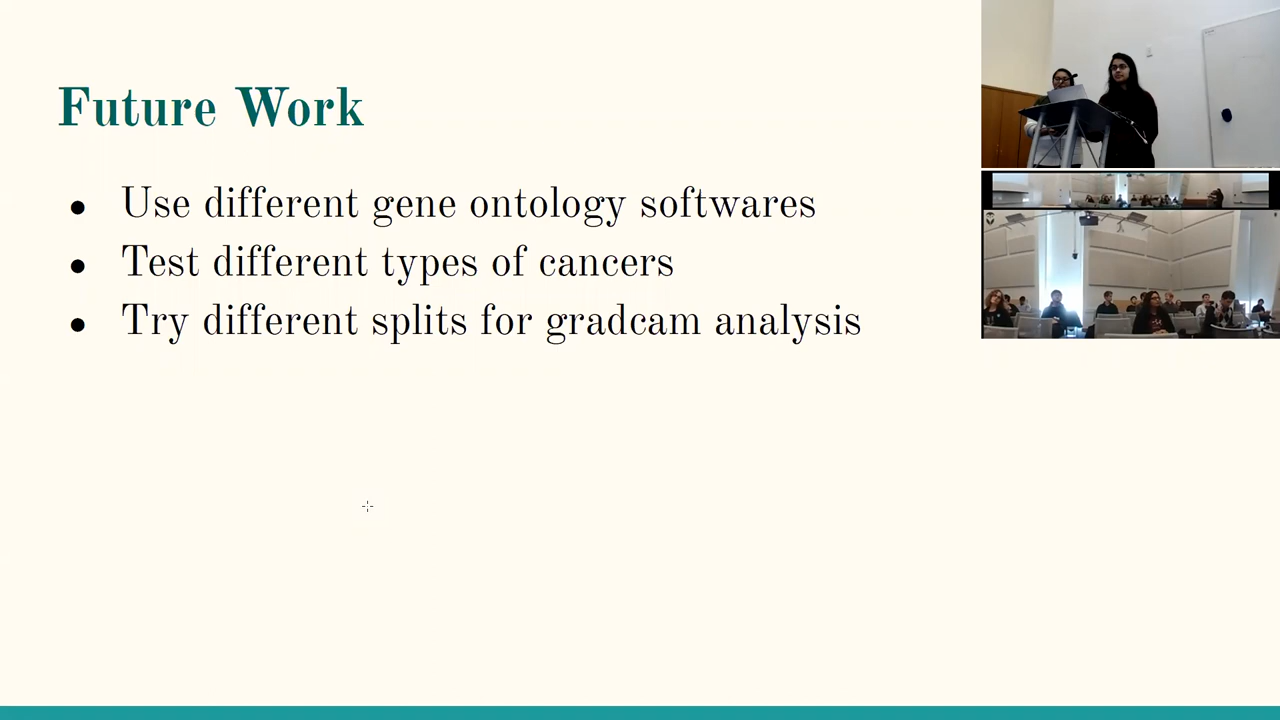 Future Work
● Use different gene ontology softwares
● Test different types of cancers
● Try different splits for gradcam analysis